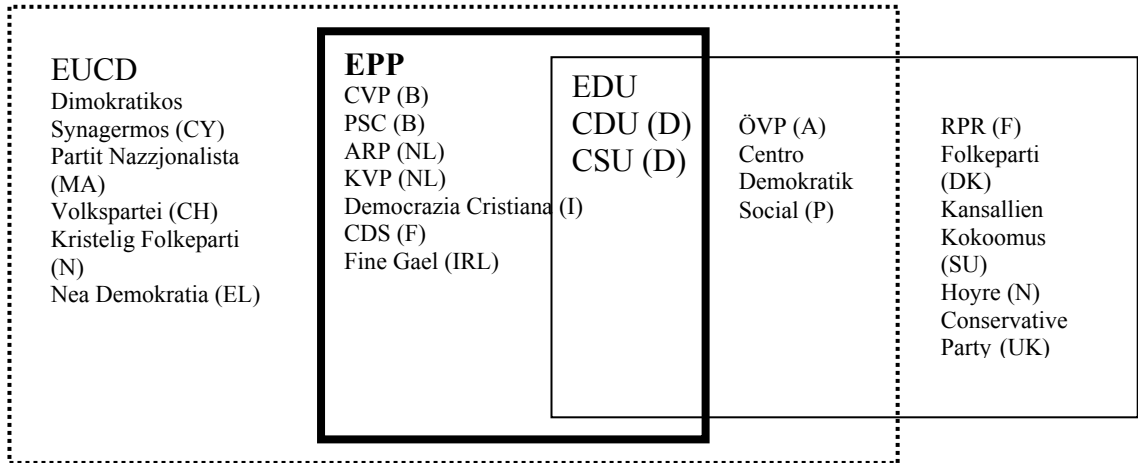 EUCD
Dimokratikos
Synagermos (CY)
Partit Nazzjonalista
(MA)
Volkspartei (CH)
Kristelig Folkeparti
(N)
Nea Demokratia (EL)
EPP
CVP (B)
PSC (B)
ARP (NL)
KVP (NL)
Democrazia Cristiana (I)
CDS (F)
Fine Gael (IRL)
EDU
CDU (D)
CSU (D)
ÖVP (A)
Centro
Demokratik
Social (P)
RPR (F)
Folkeparti
(DK)
Kansallien
Kokoomus
(SU)
Hoyre (N)
Conservative
Party (UK)